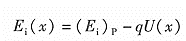 E_i(x) = (E_i)_P − qU(x)